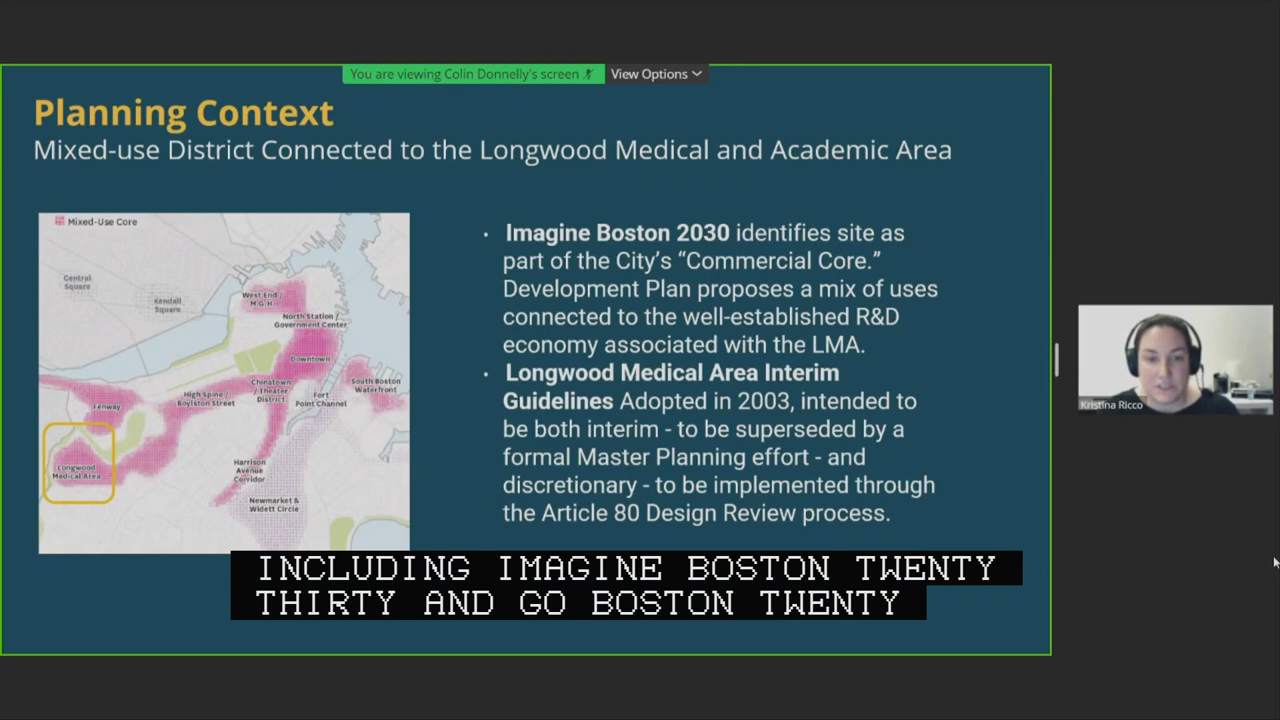 You are viewing Colin Donnelly's screen
View Options
Planning Context
Mixed-use District Connected to the Longwood Medical and Academic Area
Mixed-Use Core
Central
Square
Kendall
Square
West End /
M.G.H.
North Station /
Government Center
Downtown
Chinatown
/ Theater
District
South Boston
Waterfront
High Spine /
Boylston Street
Fort
Point Channel
Fenway
Longwood
Medical Area
Harrison
Avenue
Corridor
Newmarket &
Widett Circle
· Imagine Boston 2030 identifies site as
part of the City's “Commercial Core.”
Development Plan proposes a mix of uses
connected to the well-established R&D
economy associated with the LMA.
· Longwood Medical Area Interim
Guidelines Adopted in 2003, intended to
be both interim - to be superseded by a
formal Master Planning effort - and
discretionary - to be implemented through
the Article 80 Design Review process.
Kristina Ricco
INCLUDING IMAGINE BOSTON TWENTY
THIRTY AND GO BOSTON TWENTY